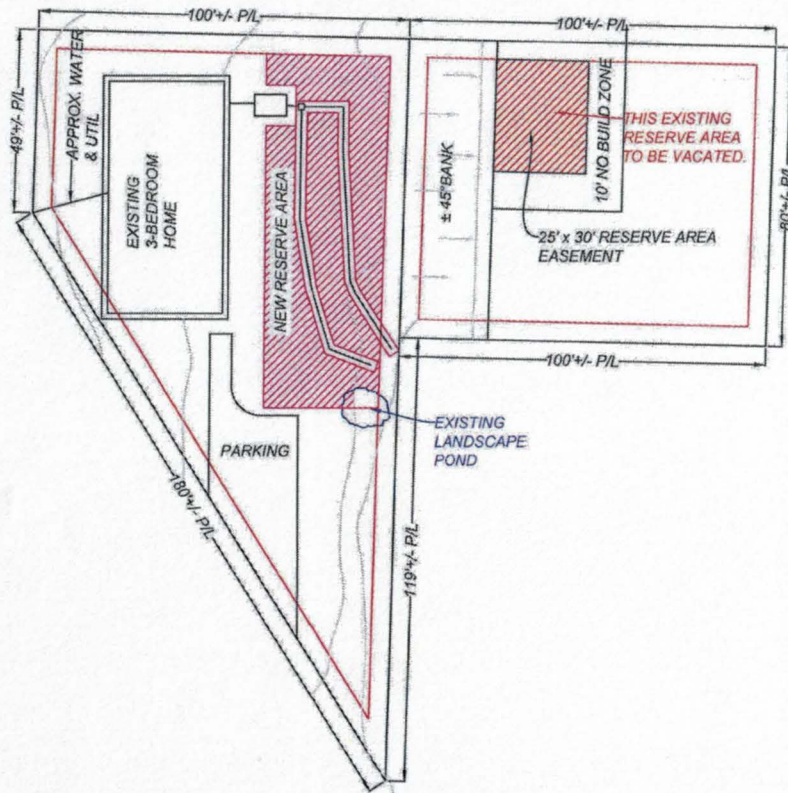 100'+/- P/L
100'+/- P/L
49'+/- P/L
APPROX. WATER
& UTIL
EXISTING
3-BEDROOM
HOME
NEW RESERVE AREA
± 45° BANK
10' NO BUILD ZONE
THIS EXISTING
RESERVE AREA
TO BE VACATED.
25' x 30' RESERVE AREA
EASEMENT
80'+/- P/L
100'+/- P/L
PARKING
EXISTING
LANDSCAPE
POND
180'+/- P/L
119'+/- P/L